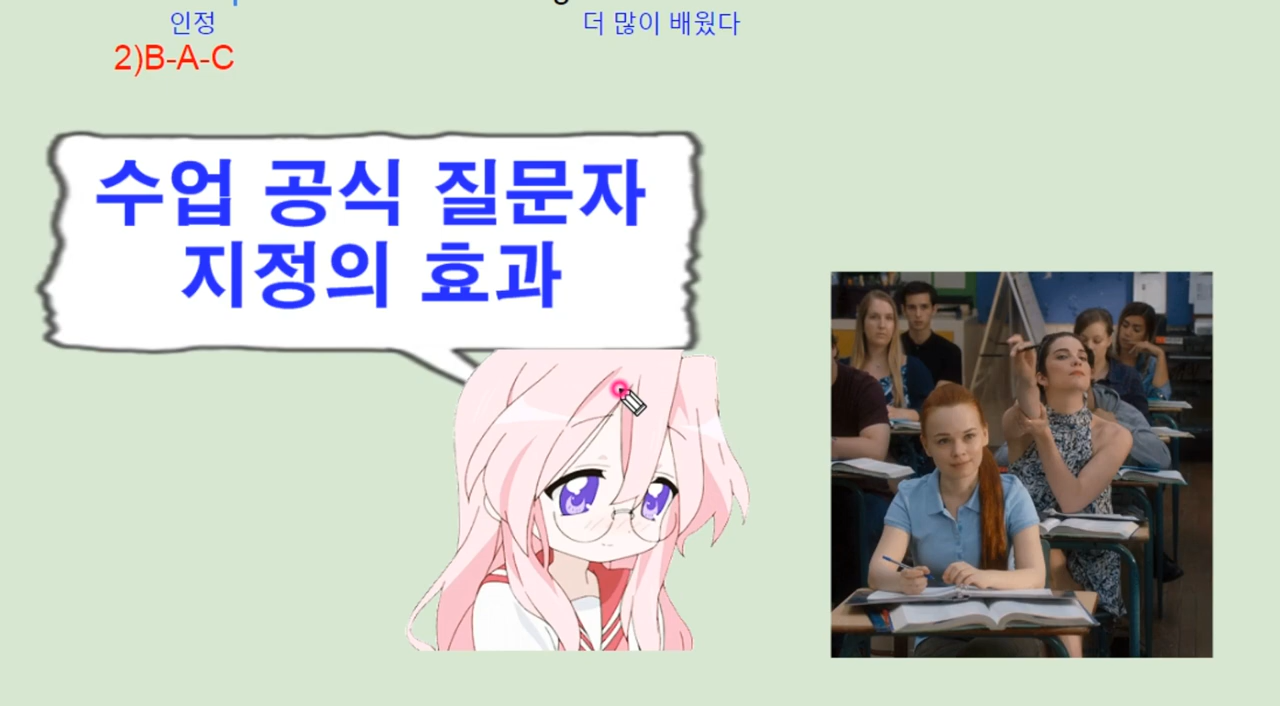 인정
더 많이 배웠다
2)B-A-C
수업 공식 질문자
지정의 효과